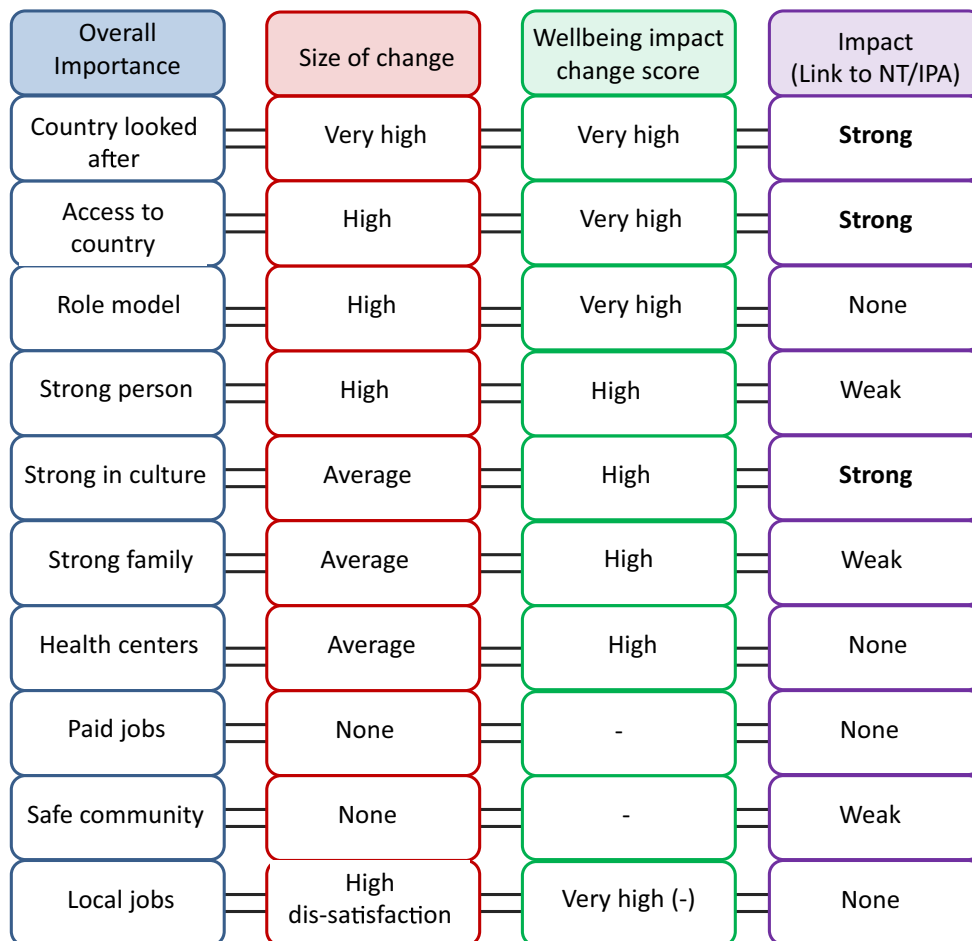 Overall
Importance
Size of change
Wellbeing impact
change score
Impact
(Link to NT/IPA)
Country looked
after
Very high
Very high
Strong
Access to
country
High
Very high
Strong
Role model
High
Very high
None
Strong person
High
High
Weak
Strong in culture
Average
High
Strong
Strong family
Average
High
Weak
Health centers
Average
High
None
Paid jobs
None
-
None
Safe community
None
-
Weak
Local jobs
High
dis-satisfaction
Very high (-)
None